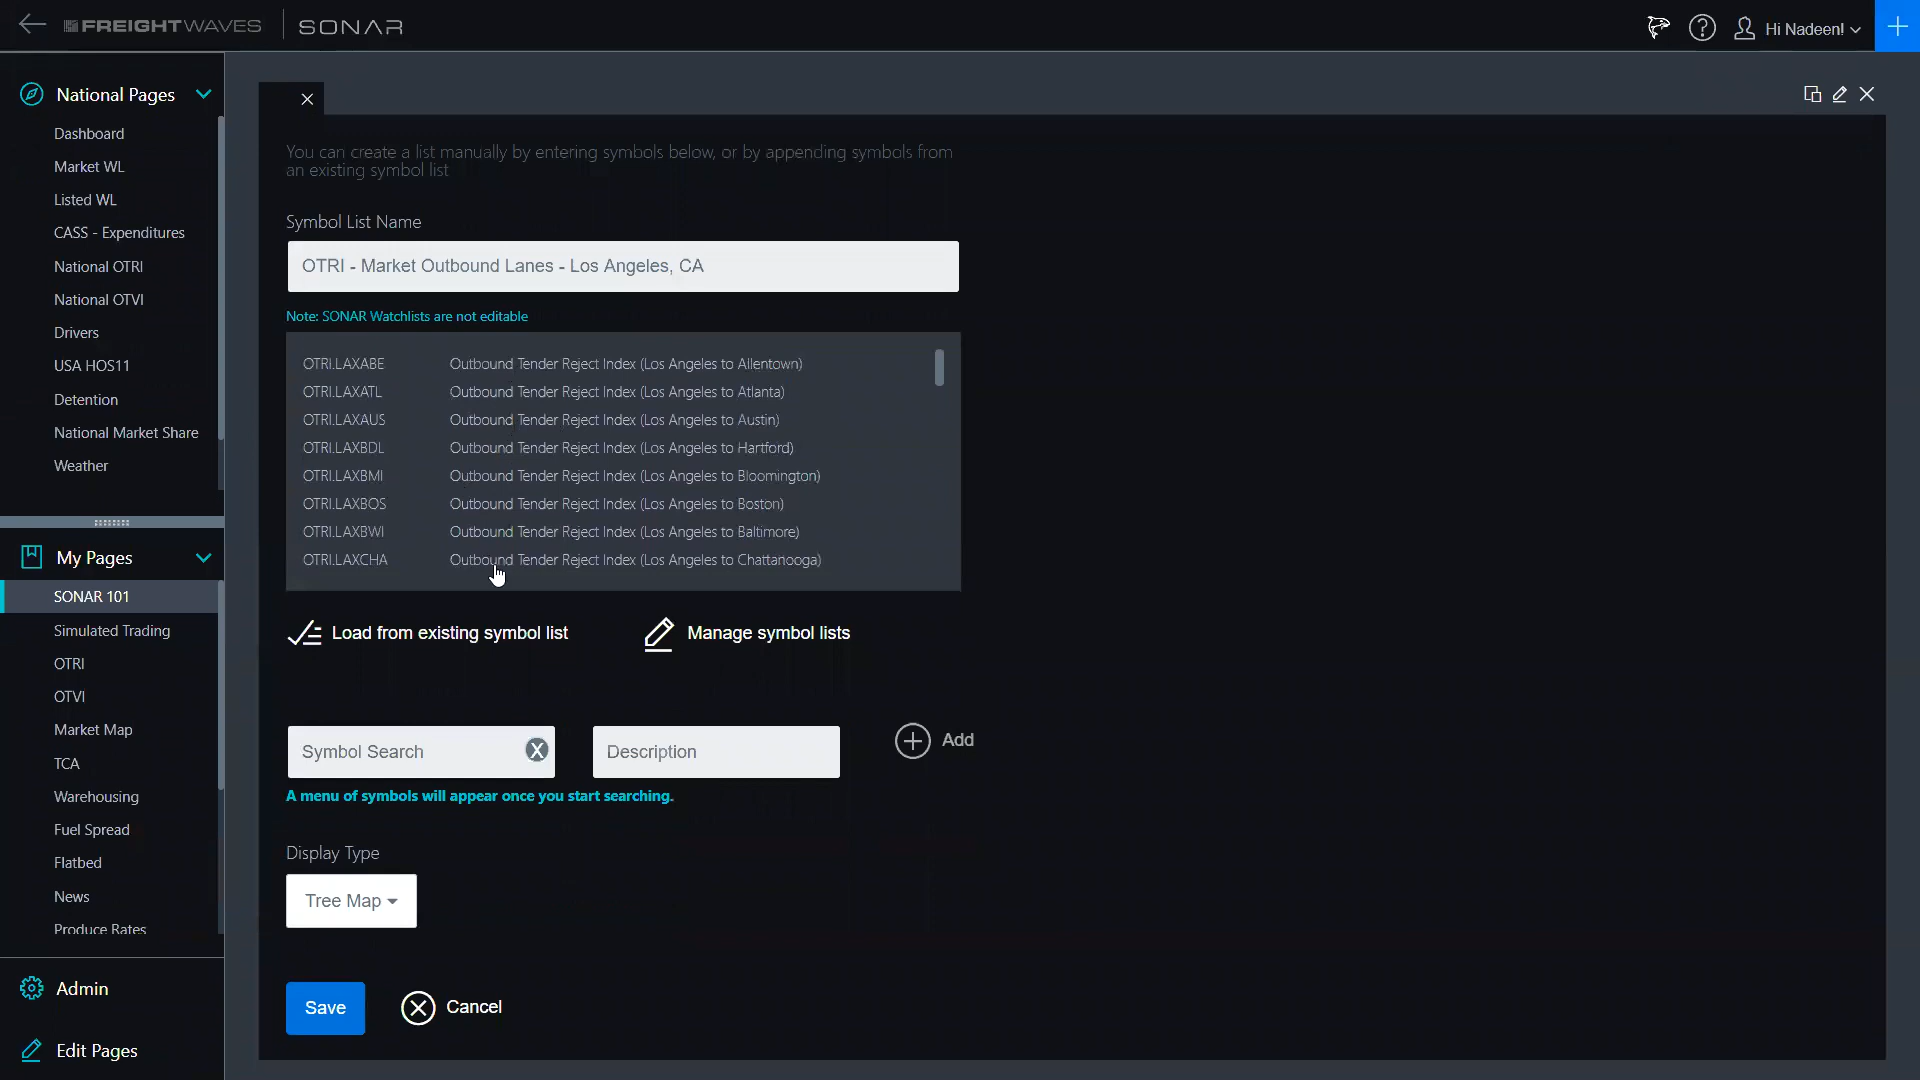 FREIGHTWAVES SONAR
Hi Nadeen!
National Pages
Dashboard
Market WL
Listed WL
CASS - Expenditures
National OTRI
National OTVI
Drivers
USA HOS11
Detention
National Market Share
Weather
My Pages
SONAR 101
Simulated Trading
OTRI
OTVI
Market Map
TCA
Warehousing
Fuel Spread
Flatbed
News
Produce Rates
Admin
Edit Pages
You can create a list manually by entering symbols below, or by appending symbols from
an existing symbol list
Symbol List Name
OTRI - Market Outbound Lanes - Los Angeles, CA
Note: SONAR Watchlists are not editable
OTRI.LAXABE Outbound Tender Reject Index (Los Angeles to Allentown)
OTRI.LAXATL Outbound Tender Reject Index (Los Angeles to Atlanta)
OTRI.LAXAUS Outbound Tender Reject Index (Los Angeles to Austin)
OTRI.LAXBDL Outbound Tender Reject Index (Los Angeles to Hartford)
OTRI.LAXBMI Outbound Tender Reject Index (Los Angeles to Bloomington)
OTRI.LAXBOS Outbound Tender Reject Index (Los Angeles to Boston)
OTRI.LAXBWI Outbound Tender Reject Index (Los Angeles to Baltimore)
OTRI.LAXCHA Outbound Tender Reject Index (Los Angeles to Chattanooga)
Load from existing symbol list Manage symbol lists
Symbol Search X Description Add
A menu of symbols will appear once you start searching.
Display Type
Tree Map
Save Cancel